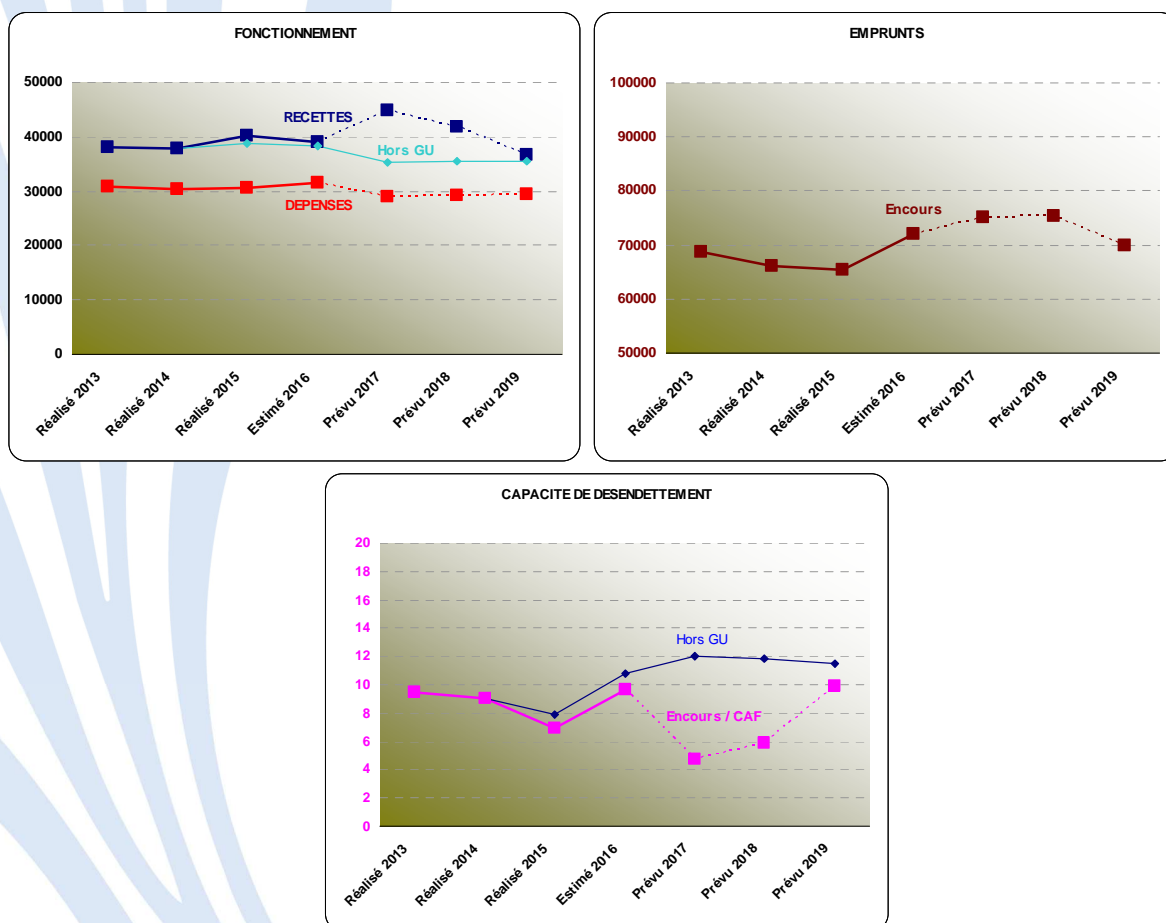 FONCTIONNEMENT
50000
40000
30000
20000
10000
0
RECETTES
Hors GU
DEPENSES
Réalisé 2013
Réalisé 2014
Réalisé 2015
Estimé 2016
Prévu 2017
Prévu 2018
Prévu 2019
EMPRUNTS
100000
90000
80000
70000
60000
50000
Encours
Réalisé 2013
Réalisé 2014
Réalisé 2015
Estimé 2016
Prévu 2017
Prévu 2018
Prévu 2019
CAPACITE DE DESENDETTEMENT
20
18
16
14
12
10
8
6
4
2
0
Hors GU
Encours / CAF
Réalisé 2013
Réalisé 2014
Réalisé 2015
Estimé 2016
Prévu 2017
Prévu 2018
Prévu 2019